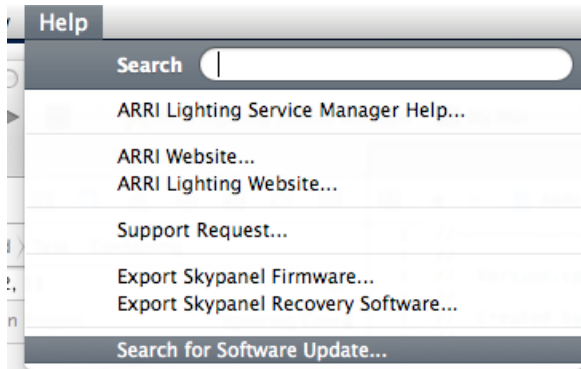 Help
Search
ARRI Lighting Service Manager Help...
ARRI Website...
ARRI Lighting Website...
Support Request...
Export Skypanel Firmware...
Export Skypanel Recovery Software...
Search for Software Update...